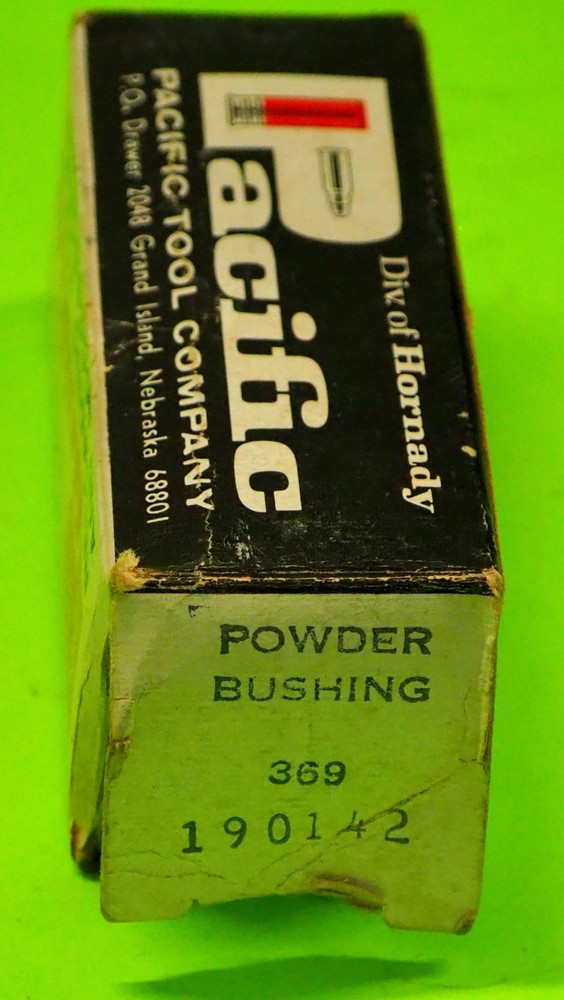 Div. of Hornady
Pacific
PACIFIC TOOL COMPANY
P.O. Drawer 2048 Grand Island, Nebraska 68801
POWDER
BUSHING
369
190142